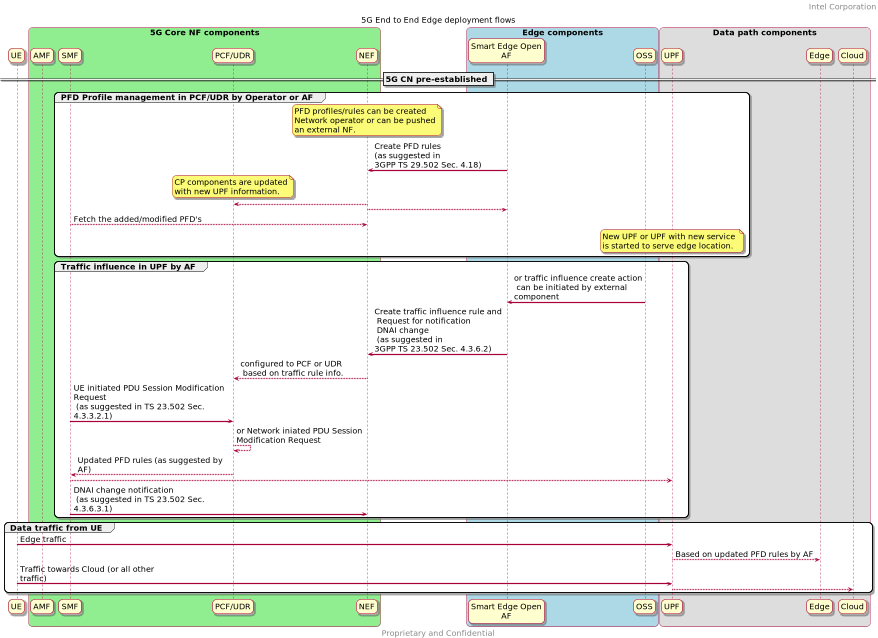 Intel Corporation
5G End to End Edge deployment flows
5G Core NF components
Edge components
Data path components
UE
AMF
SMF
PCF/UDR
NEF
Smart Edge Open
AF
OSS
UPF
Edge
Cloud
5G CN pre-established
PFD Profile management in PCF/UDR by Operator or AF
PFD profiles/rules can be created
Network operator or can be pushed
an external NF.
Create PFD rules
(as suggested in
3GPP TS 29.502 Sec. 4.18)
CP components are updated
with new UPF information.
Fetch the added/modified PFD's
New UPF or UPF with new service
is started to serve edge location.
Traffic influence in UPF by AF
or traffic influence create action
can be initiated by external
component
Create traffic influence rule and
Request for notification
DNAI change
(as suggested in
3GPP TS 23.502 Sec. 4.3.6.2)
configured to PCF or UDR
based on traffic rule info.
UE initiated PDU Session Modification
Request
(as suggested in TS 23.502 Sec.
4.3.3.2.1)
or Network iniated PDU Session
Modification Request
Updated PFD rules (as suggested by
AF)
DNAI change notification
(as suggested in TS 23.502 Sec.
4.3.6.3.1)
Data traffic from UE
Edge traffic
Based on updated PFD rules by AF
Traffic towards Cloud (or all other
traffic)
UE
AMF
SMF
PCF/UDR
NEF
Smart Edge Open
AF
OSS
UPF
Edge
Cloud
Proprietary and Confidential